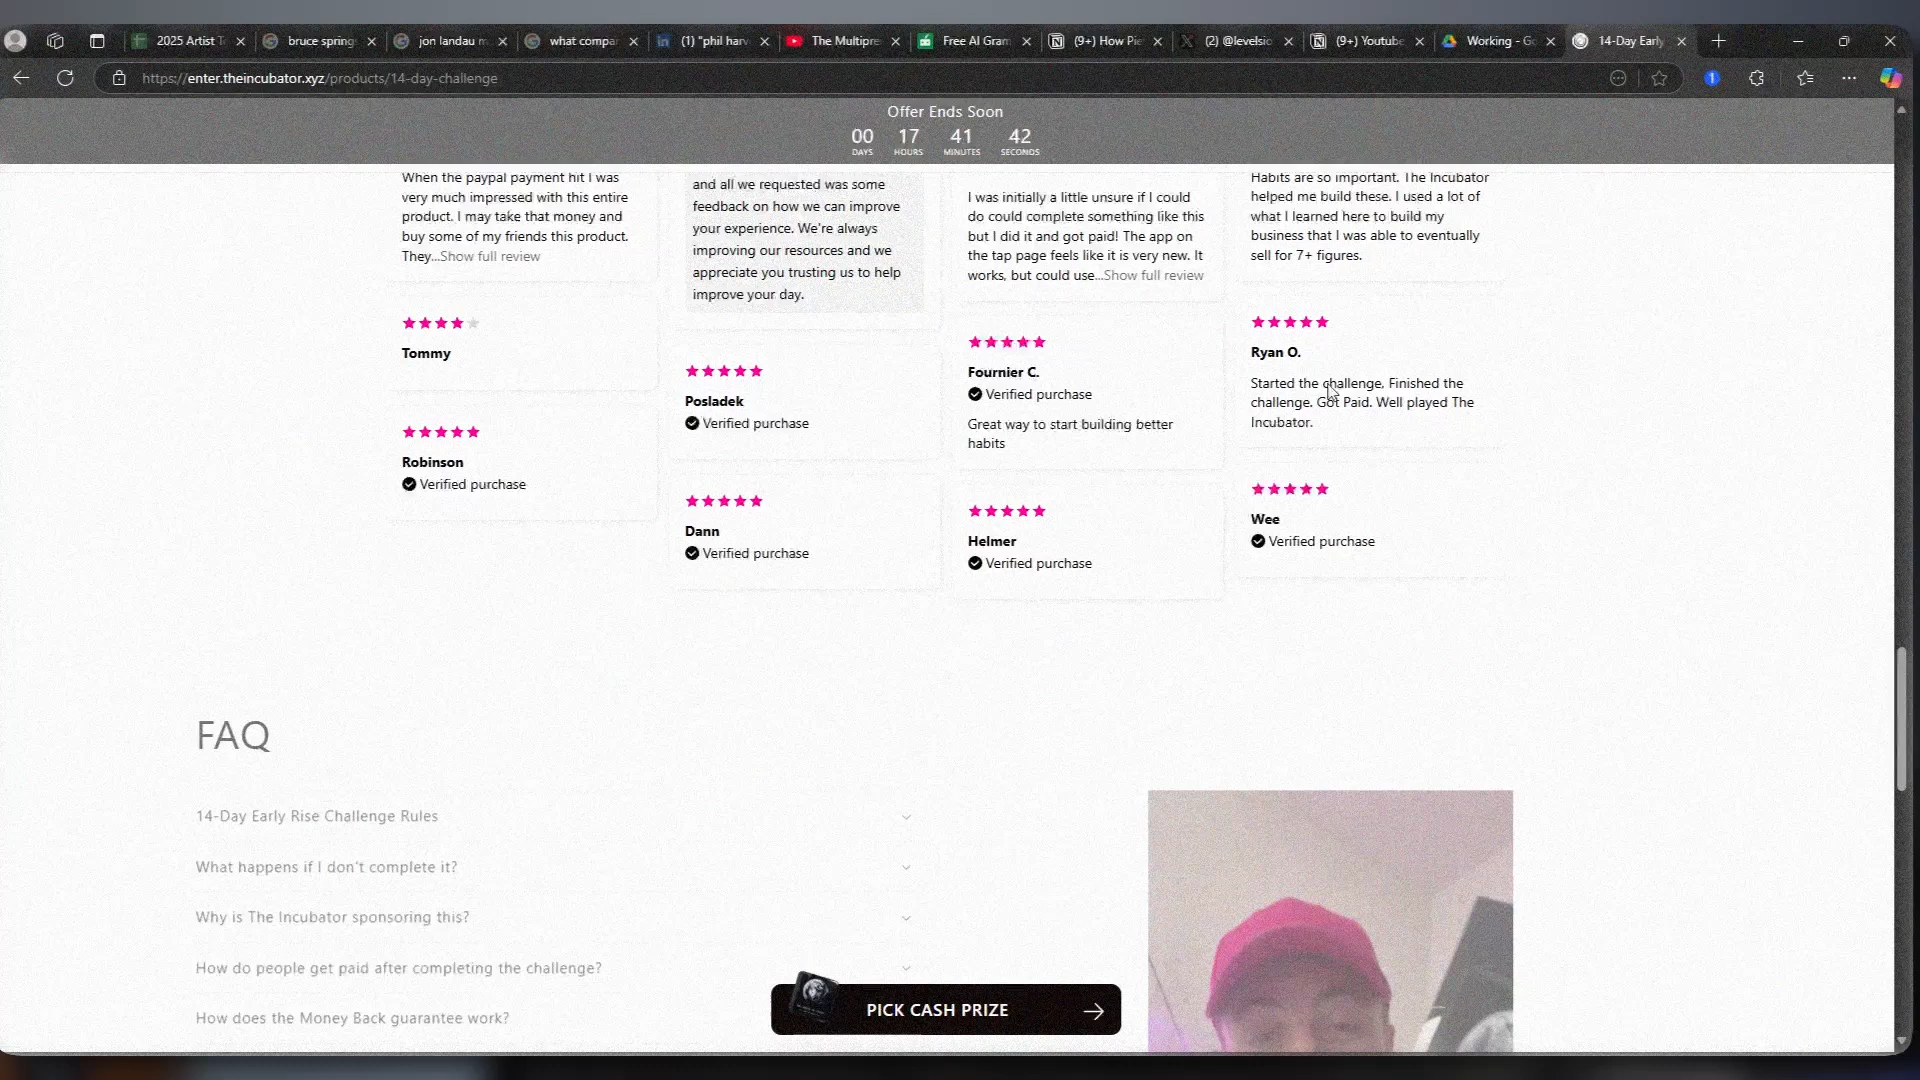 2025 Artist T
bruce spring
jon landau m
what compa
(1) "phil harv
The Multipre
Free AI Gram
(9+) How Pie
(2) @levelsio
(9+) Youtube
Working - Go
14-Day Early
https://enter.theincubator.xyz/products/14-day-challenge
1
Offer Ends Soon
00 17 41 42
DAYS HOURS MINUTES SECONDS
When the paypal payment hit I was
very much impressed with this entire
product. I may take that money and
buy some of my friends this product.
They...Show full review
Tommy
Robinson
Verified purchase
and all we requested was some
feedback on how we can improve
your experience. We're always
improving our resources and we
appreciate you trusting us to help
improve your day.
Posladek
Verified purchase
Dann
Verified purchase
I was initially a little unsure if I could
do could complete something like this
but I did it and got paid! The app on
the tap page feels like it is very new. It
works, but could use...Show full review
Fournier C.
Verified purchase
Great way to start building better
habits
Helmer
Verified purchase
Habits are so important. The Incubator
helped me build these. I used a lot of
what I learned here to build my
business that I was able to eventually
sell for 7+ figures.
Ryan O.
Started the challenge, Finished the
challenge. Got Paid. Well played The
Incubator.
Wee
Verified purchase
FAQ
14-Day Early Rise Challenge Rules
What happens if I don't complete it?
Why is The Incubator sponsoring this?
How do people get paid after completing the challenge?
How does the Money Back guarantee work?
PICK CASH PRIZE